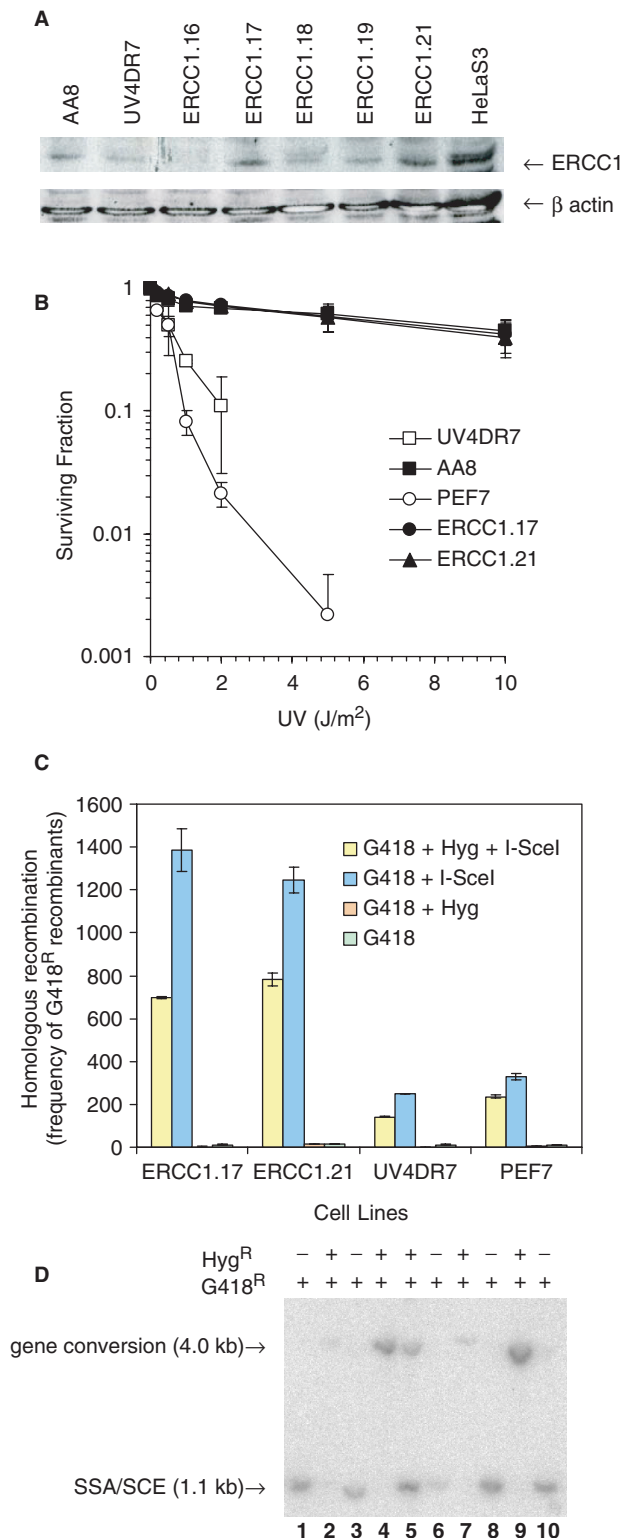 A
AA8
UV4DR7
ERCC1.16
ERCC1.17
ERCC1.18
ERCC1.19
ERCC1.21
HeLaS3
← ERCC1
← β actin
B
1
0.1
0.01
0.001
Surviving Fraction
0 2 4 6 8 10
UV (J/m²)
UV4DR7
AA8
PEF7
ERCC1.17
ERCC1.21
C
1600
1400
1200
1000
800
600
400
200
0
Homologous recombination
(frequency of G418ᴿ recombinants)
G418 + Hyg + I-SceI
G418 + I-SceI
G418 + Hyg
G418
ERCC1.17 ERCC1.21 UV4DR7 PEF7
Cell Lines
D
Hygᴿ − + − + + − + − + −
G418ᴿ + + + + + + + + + +
gene conversion (4.0 kb)→
SSA/SCE (1.1 kb)→
1 2 3 4 5 6 7 8 9 10